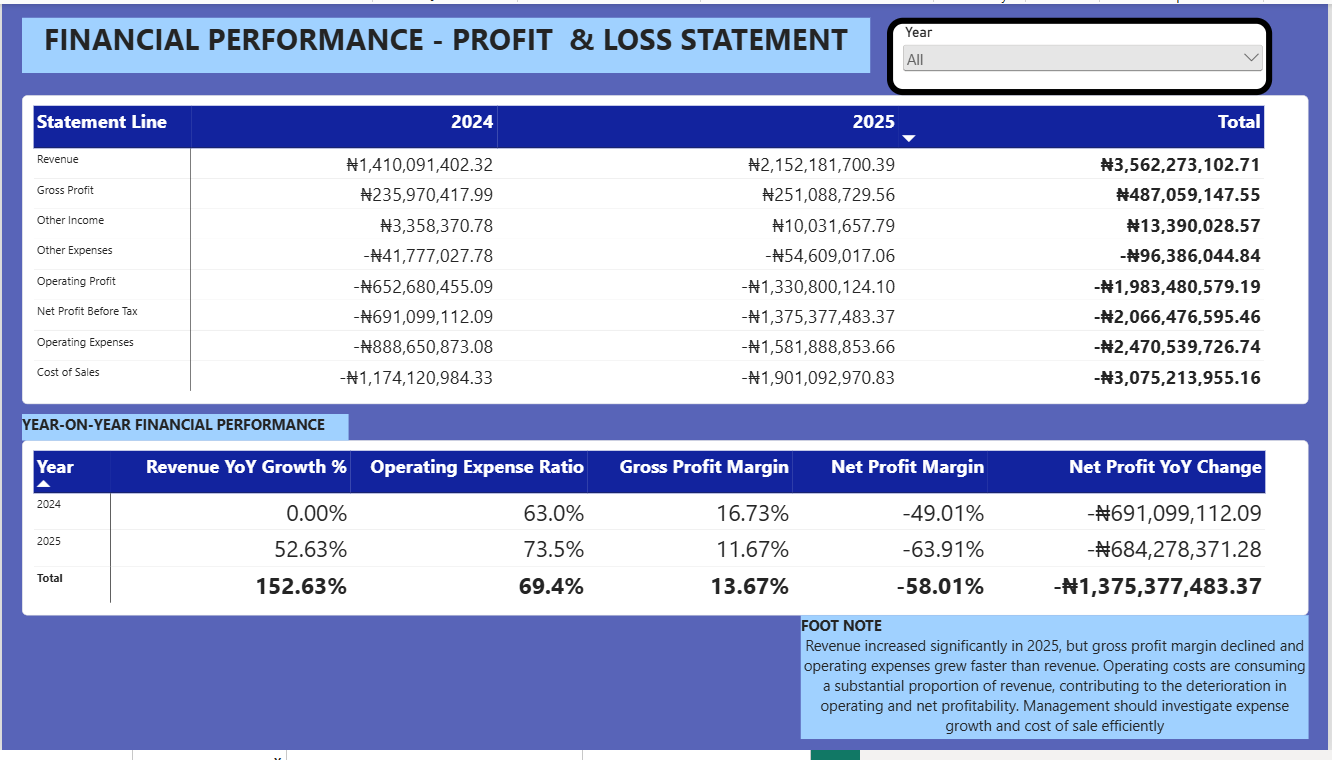 FINANCIAL PERFORMANCE - PROFIT & LOSS STATEMENT
Year
All
Statement Line 2024 2025 Total
Revenue ₦1,410,091,402.32 ₦2,152,181,700.39 ₦3,562,273,102.71
Gross Profit ₦235,970,417.99 ₦251,088,729.56 ₦487,059,147.55
Other Income ₦3,358,370.78 ₦10,031,657.79 ₦13,390,028.57
Other Expenses -₦41,777,027.78 -₦54,609,017.06 -₦96,386,044.84
Operating Profit -₦652,680,455.09 -₦1,330,800,124.10 -₦1,983,480,579.19
Net Profit Before Tax -₦691,099,112.09 -₦1,375,377,483.37 -₦2,066,476,595.46
Operating Expenses -₦888,650,873.08 -₦1,581,888,853.66 -₦2,470,539,726.74
Cost of Sales -₦1,174,120,984.33 -₦1,901,092,970.83 -₦3,075,213,955.16
YEAR-ON-YEAR FINANCIAL PERFORMANCE
Year Revenue YoY Growth % Operating Expense Ratio Gross Profit Margin Net Profit Margin Net Profit YoY Change
2024 0.00% 63.0% 16.73% -49.01% -₦691,099,112.09
2025 52.63% 73.5% 11.67% -63.91% -₦684,278,371.28
Total 152.63% 69.4% 13.67% -58.01% -₦1,375,377,483.37
FOOT NOTE
Revenue increased significantly in 2025, but gross profit margin declined and
operating expenses grew faster than revenue. Operating costs are consuming
a substantial proportion of revenue, contributing to the deterioration in
operating and net profitability. Management should investigate expense
growth and cost of sale efficiently